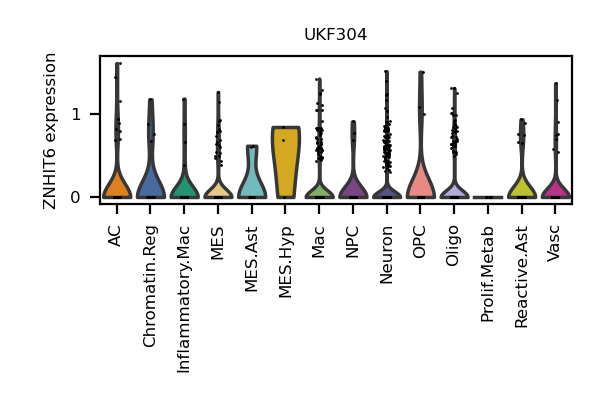 UKF304
ZNHIT6 expression
1
0
AC
Chromatin.Reg
Inflammatory.Mac
MES
MES.Ast
MES.Hyp
Mac
NPC
Neuron
OPC
Oligo
Prolif.Metab
Reactive.Ast
Vasc